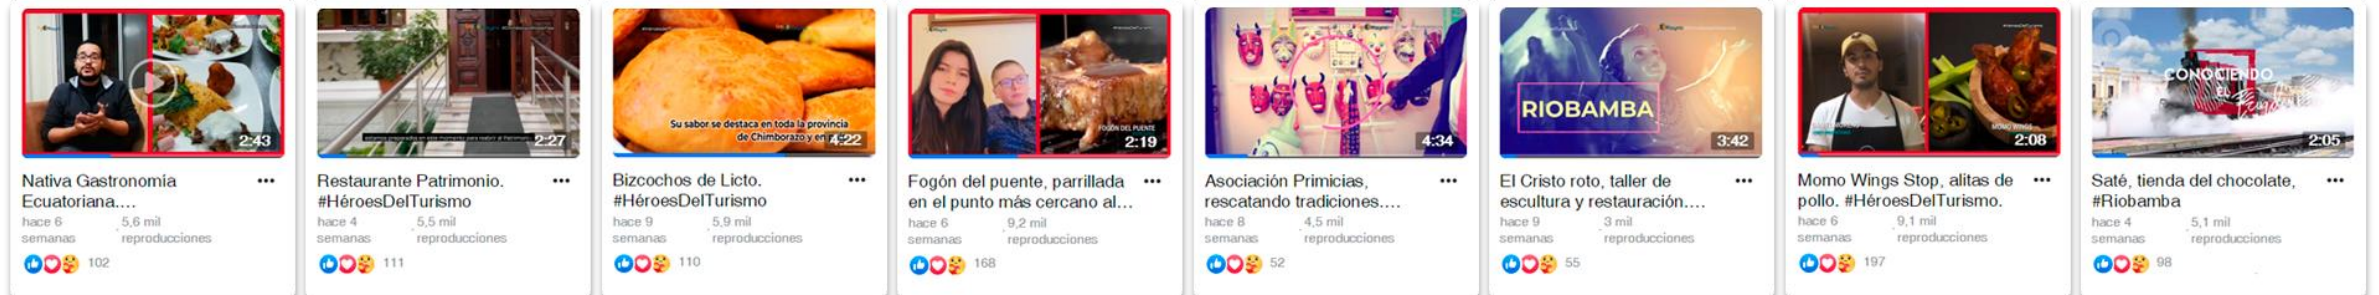 2:43
Nativa Gastronomía
Ecuatoriana....
hace 6
semanas
5,6 mil
reproducciones
102
2:27
Restaurante Patrimonio.
#HéroesDelTurismo
hace 4
semanas
5,5 mil
reproducciones
111
Su sabor se destaca en toda la provincia
de Chimborazo y en
4:22
Bizcochos de Licto.
#HéroesDelTurismo
hace 9
semanas
5,9 mil
reproducciones
110
FOGÓN DEL PUENTE
2:19
Fogón del puente, parrillada
en el punto más cercano al...
hace 6
semanas
9,2 mil
reproducciones
168
4:34
Asociación Primicias,
rescatando tradiciones....
hace 8
semanas
4,5 mil
reproducciones
52
RIOBAMBA
3:42
El Cristo roto, taller de
escultura y restauración....
hace 9
semanas
3 mil
reproducciones
55
MOMO WINGS
2:08
Momo Wings Stop, alitas de
pollo. #HéroesDelTurismo.
hace 6
semanas
9,1 mil
reproducciones
197
CONOCIENDO
EL
2:05
Saté, tienda del chocolate,
#Riobamba
hace 4
semanas
5,1 mil
reproducciones
98